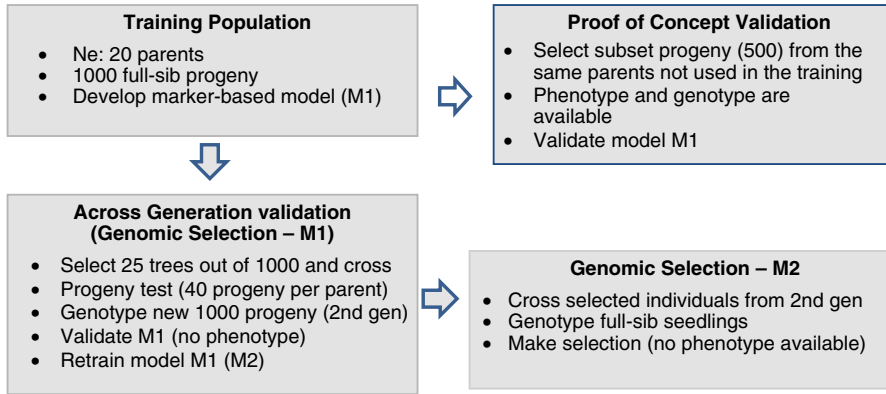 Training Population
• Ne: 20 parents
• 1000 full-sib progeny
• Develop marker-based model (M1)
Proof of Concept Validation
• Select subset progeny (500) from the
same parents not used in the training
• Phenotype and genotype are
available
• Validate model M1
Across Generation validation
(Genomic Selection – M1)
• Select 25 trees out of 1000 and cross
• Progeny test (40 progeny per parent)
• Genotype new 1000 progeny (2nd gen)
• Validate M1 (no phenotype)
• Retrain model M1 (M2)
Genomic Selection – M2
• Cross selected individuals from 2nd gen
• Genotype full-sib seedlings
• Make selection (no phenotype available)